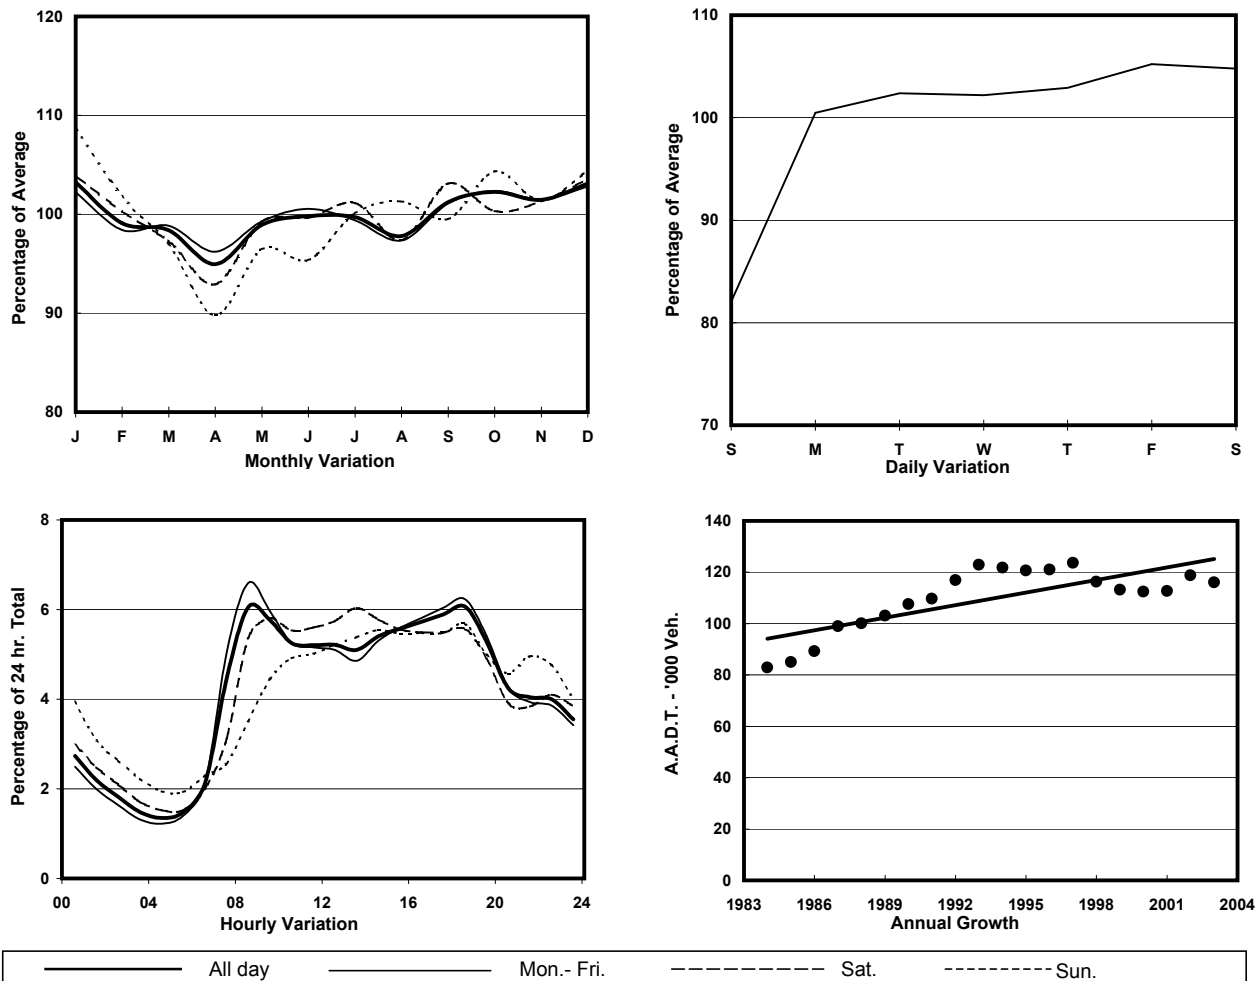 120
110
100
90
80
Percentage of Average
J F M A M J J A S O N D
Monthly Variation
110
100
90
80
70
Percentage of Average
S M T W T F S
Daily Variation
8
6
4
2
0
Percentage of 24 hr. Total
00 04 08 12 16 20 24
Hourly Variation
140
120
100
80
60
40
20
0
A.A.D.T. - '000 Veh.
1983 1986 1989 1992 1995 1998 2001 2004
Annual Growth
All day Mon.- Fri. Sat. Sun.